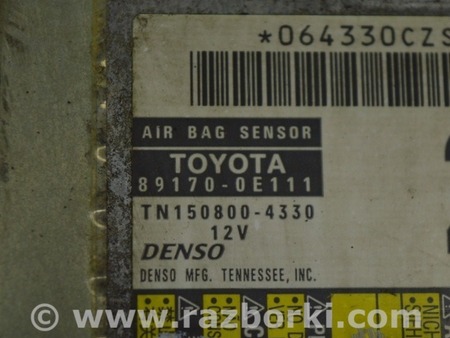 *064330CZS
AIR BAG SENSOR
TOYOTA
89170-0E111
TN150800-4330
12V
DENSO
DENSO MFG. TENNESSEE, INC.
© www.razborki.com